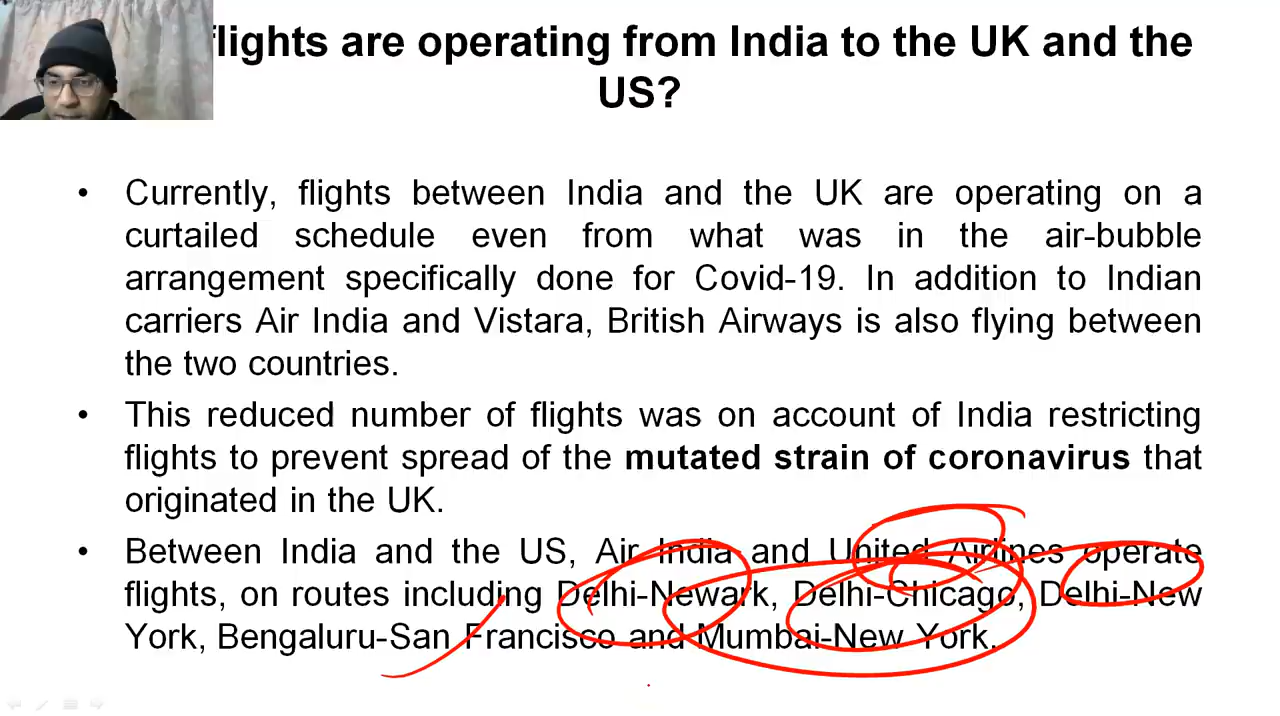 flights are operating from India to the UK and the
US?
• Currently, flights between India and the UK are operating on a
curtailed schedule even from what was in the air-bubble
arrangement specifically done for Covid-19. In addition to Indian
carriers Air India and Vistara, British Airways is also flying between
the two countries.
• This reduced number of flights was on account of India restricting
flights to prevent spread of the mutated strain of coronavirus that
originated in the UK.
• Between India and the US, Air India and United Airlines operate
flights, on routes including Delhi-Newark, Delhi-Chicago, Delhi-New
York, Bengaluru-San Francisco and Mumbai-New York.